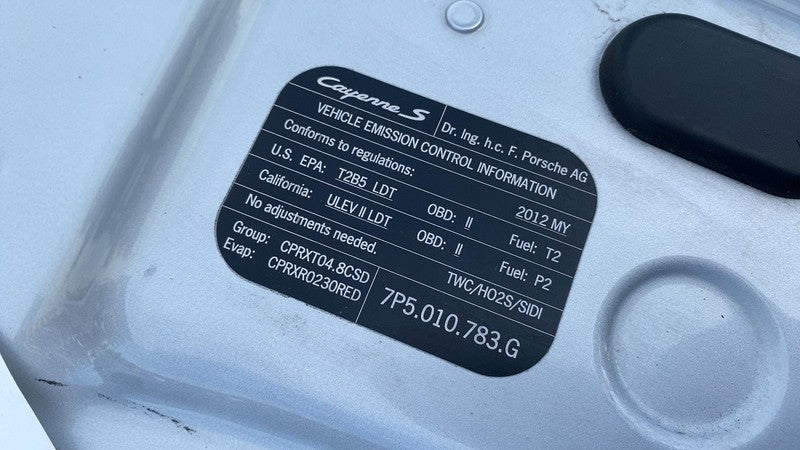 Cayenne S
Dr. Ing. h.c. F. Porsche AG
VEHICLE EMISSION CONTROL INFORMATION
Conforms to regulations: 2012 MY
U.S. EPA: T2B5 LDT OBD: II Fuel: T2
California: ULEV II LDT OBD: II Fuel: P2
No adjustments needed. TWC/HO2S/SIDI
Group: CPRXT04.8CSD
Evap: CPRXR0230RED
7P5.010.783.G